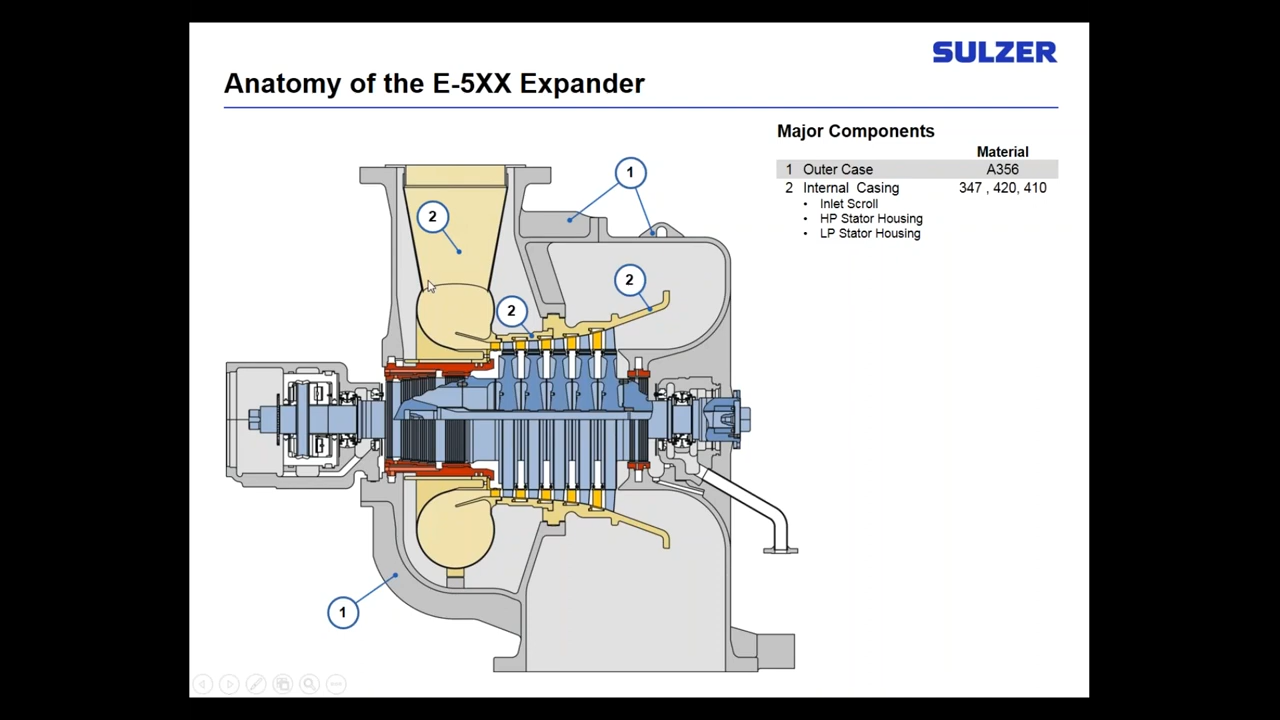 SULZER
Anatomy of the E-5XX Expander
Major Components
Material
1 Outer Case A356
2 Internal Casing 347 , 420, 410
• Inlet Scroll
• HP Stator Housing
• LP Stator Housing
1
2
2
2
1